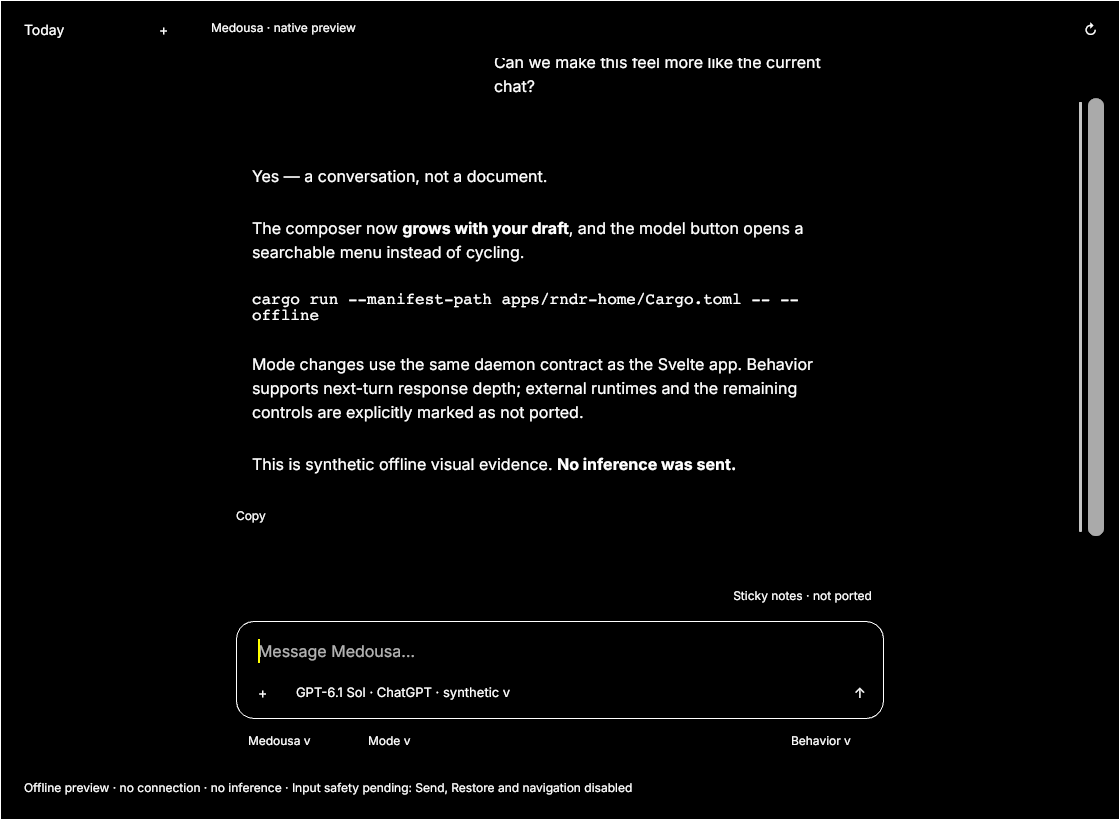 Today + Medousa · native preview
Can we make this feel more like the current
chat?
Yes — a conversation, not a document.
The composer now grows with your draft, and the model button opens a
searchable menu instead of cycling.
cargo run --manifest-path apps/rndr-home/Cargo.toml -- --
offline
Mode changes use the same daemon contract as the Svelte app. Behavior
supports next-turn response depth; external runtimes and the remaining
controls are explicitly marked as not ported.
This is synthetic offline visual evidence. No inference was sent.
Copy
Sticky notes · not ported
Message Medousa...
+ GPT-6.1 Sol · ChatGPT · synthetic v
Medousa v Mode v Behavior v
Offline preview · no connection · no inference · Input safety pending: Send, Restore and navigation disabled